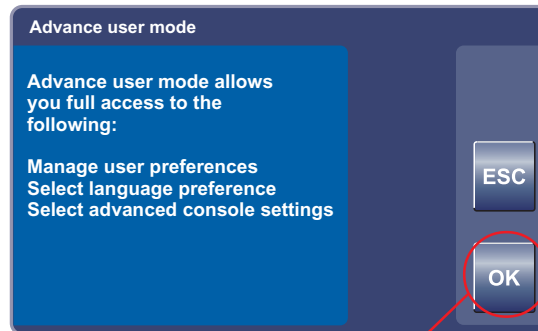 Advance user mode
Advance user mode allows
you full access to the
following:
Manage user preferences
Select language preference
Select advanced console settings
ESC
OK